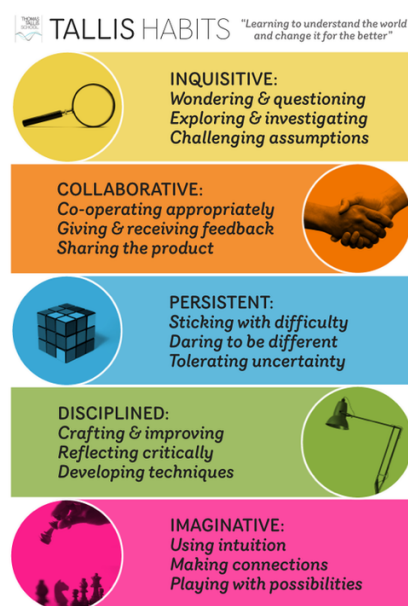 THOMAS
TALLIS
SCHOOL
TALLIS HABITS
"Learning to understand the world
and change it for the better"
INQUISITIVE:
Wondering & questioning
Exploring & investigating
Challenging assumptions
COLLABORATIVE:
Co-operating appropriately
Giving & receiving feedback
Sharing the product
PERSISTENT:
Sticking with difficulty
Daring to be different
Tolerating uncertainty
DISCIPLINED:
Crafting & improving
Reflecting critically
Developing techniques
IMAGINATIVE:
Using intuition
Making connections
Playing with possibilities